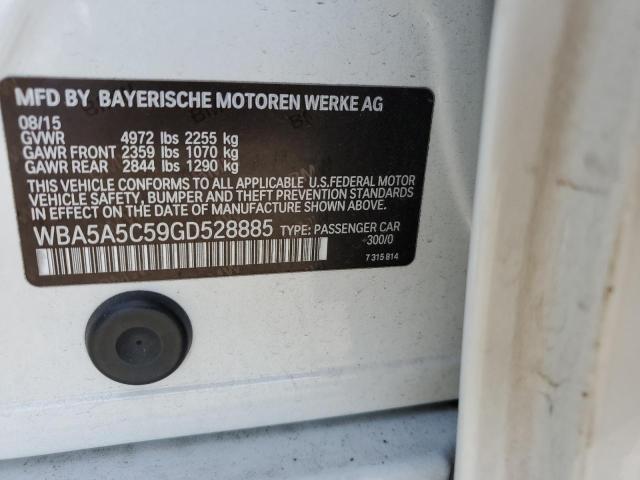 MFD BY BAYERISCHE MOTOREN WERKE AG
08/15
GVWR 4972 lbs 2255 kg
GAWR FRONT 2359 lbs 1070 kg
GAWR REAR 2844 lbs 1290 kg
THIS VEHICLE CONFORMS TO ALL APPLICABLE U.S.FEDERAL MOTOR
VEHICLE SAFETY, BUMPER AND THEFT PREVENTION STANDARDS
IN EFFECT ON THE DATE OF MANUFACTURE SHOWN ABOVE.
WBA5A5C59GD528885 TYPE: PASSENGER CAR
300/0
7 315 814